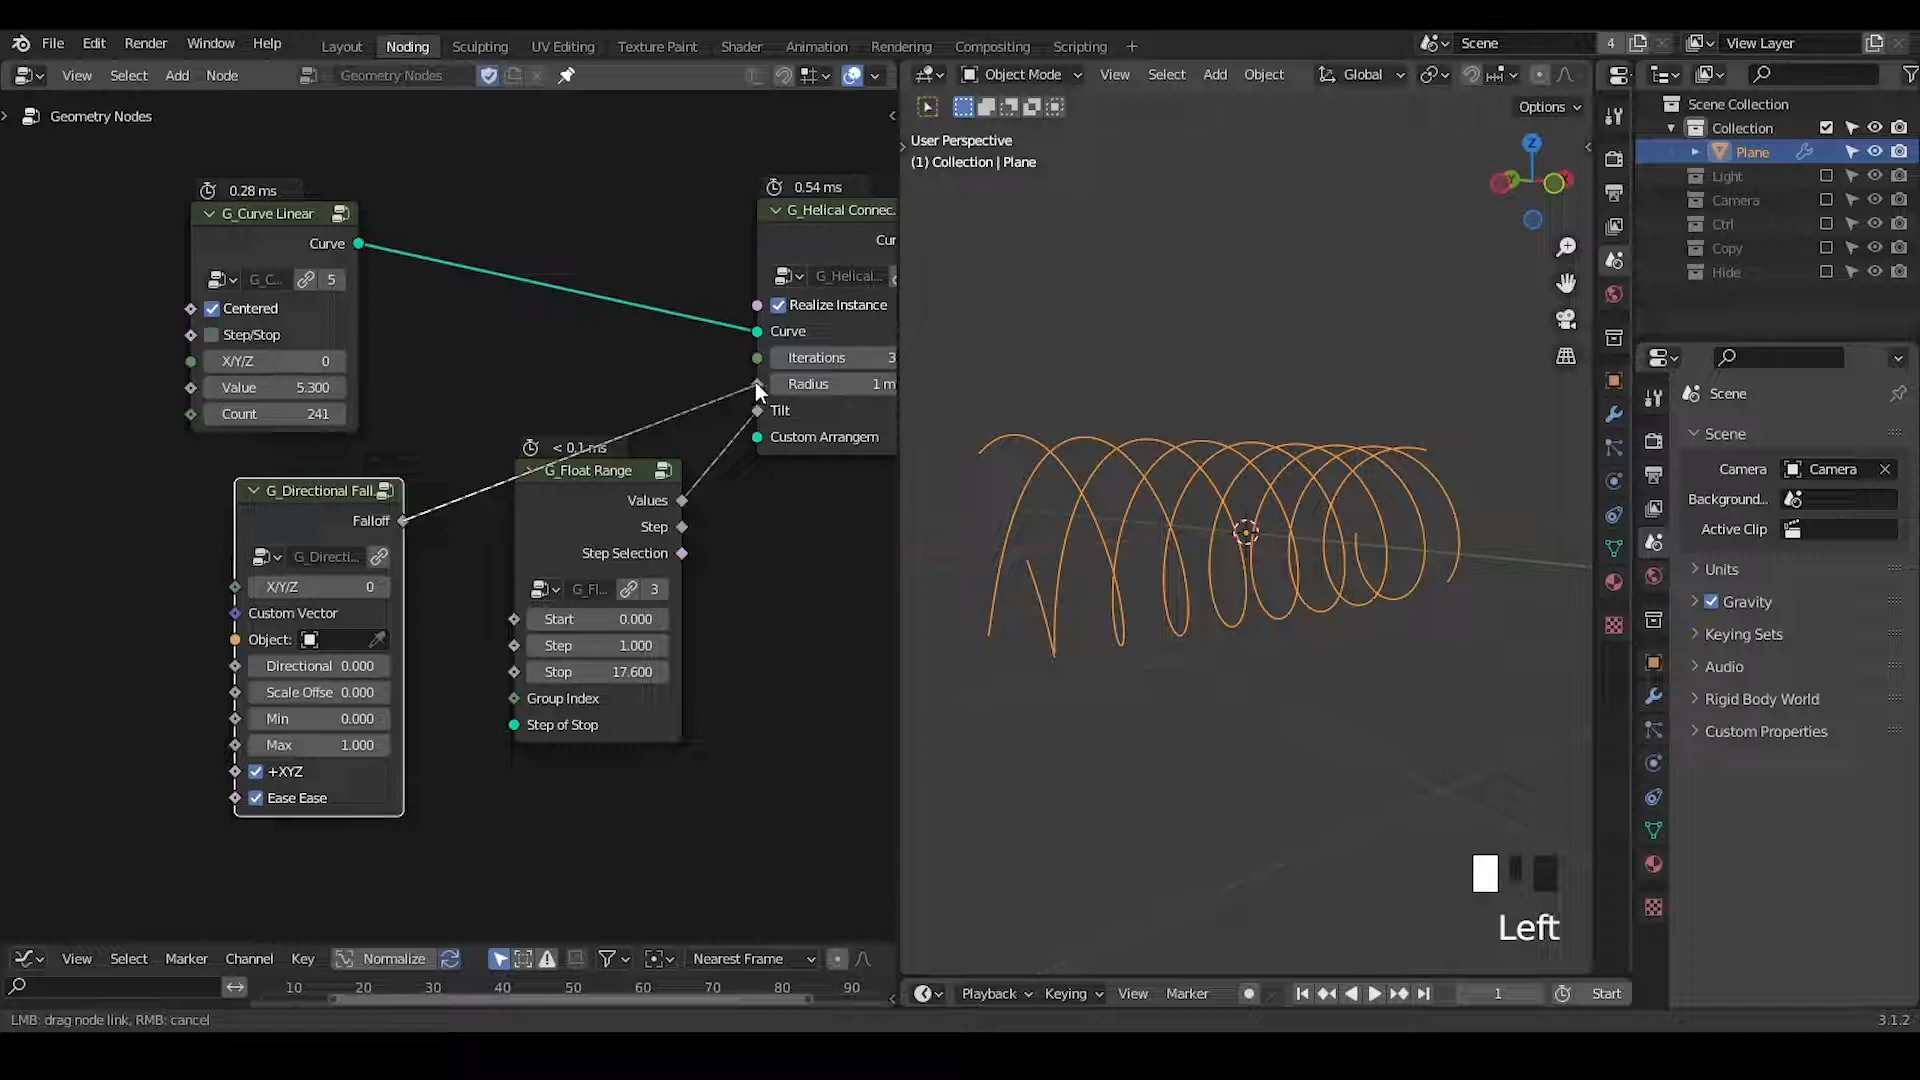 File Edit Render Window Help
Layout Noding Sculpting UV Editing Texture Paint Shader Animation Rendering Compositing Scripting +
Scene 4 View Layer
View Select Add Node Geometry Nodes
Object Mode View Select Add Object Global
Options
Geometry Nodes
User Perspective
(1) Collection | Plane
Z
0.28 ms
G_Curve Linear
Curve
G_C... 5
Centered
Step/Stop
X/Y/Z 0
Value 5.300
Count 241
0.54 ms
G_Helical Connec.
Cur
G_Helical...
Realize Instance
Curve
Iterations 3
Radius 1 m
Tilt
Custom Arrangem
G_Directional Fall..
Falloff
G_Directi...
X/Y/Z 0
Custom Vector
Object:
Directional 0.000
Scale Offse 0.000
Min 0.000
Max 1.000
+XYZ
Ease Ease
< 0.1 ms
G_Float Range
Values
Step
Step Selection
G_Fl... 3
Start 0.000
Step 1.000
Stop 17.600
Group Index
Step of Stop
Left
Scene Collection
Collection
Plane
Light
Camera
Ctrl
Copy
Hide
Scene
Scene
Camera Camera
Background...
Active Clip
Units
Gravity
Keying Sets
Audio
Rigid Body World
Custom Properties
View Select Marker Channel Key Normalize Nearest Frame
10 20 30 40 50 60 70 80 90
Playback Keying View Marker 1 Start
LMB: drag node link, RMB: cancel
3.1.2